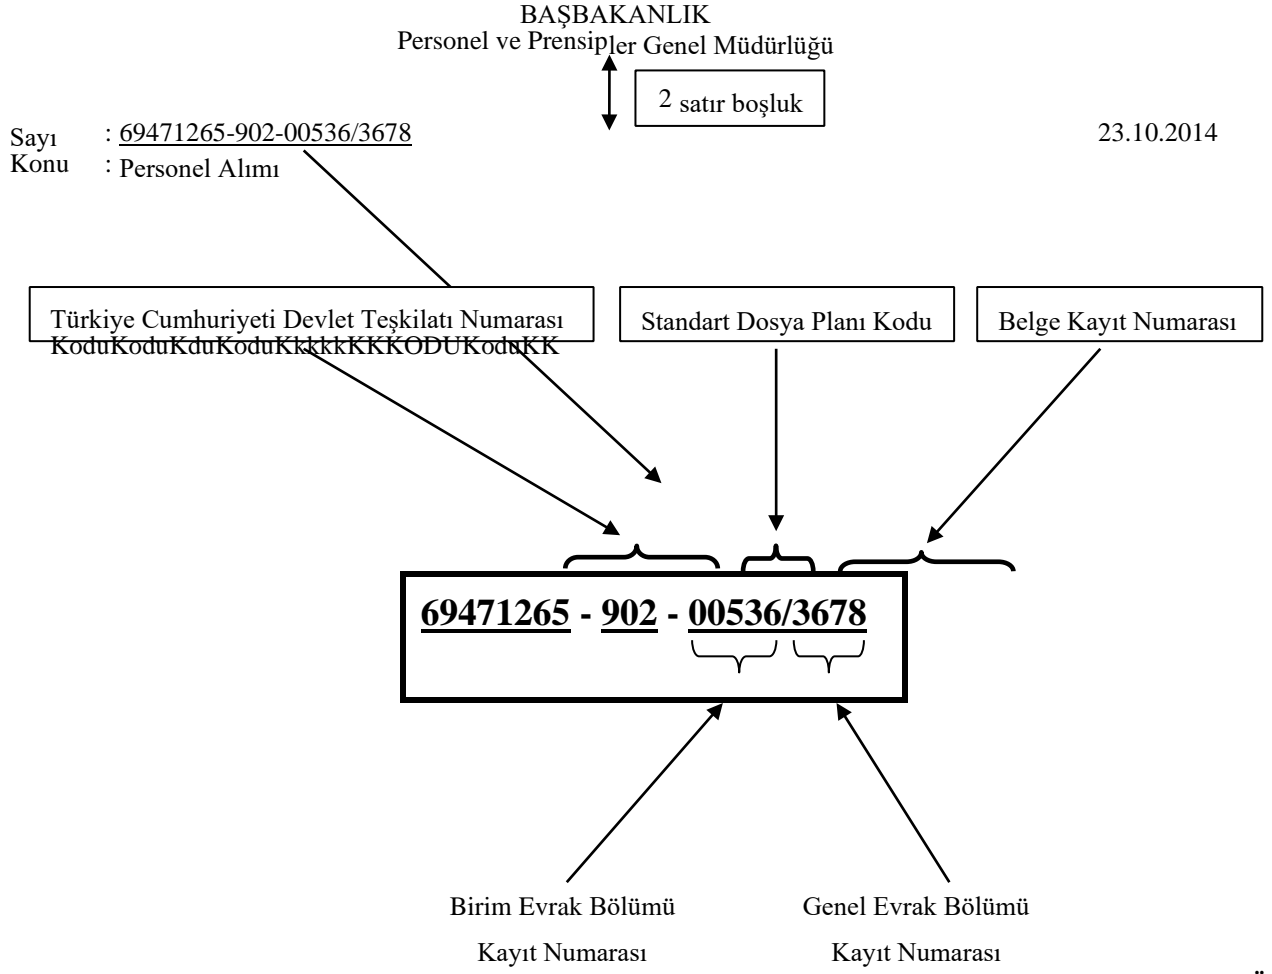 BAŞBAKANLIK
Personel ve Prensipler Genel Müdürlüğü
2 satır boşluk
Sayı : 69471265-902-00536/3678 23.10.2014
Konu : Personel Alımı
Türkiye Cumhuriyeti Devlet Teşkilatı Numarası
Standart Dosya Planı Kodu
Belge Kayıt Numarası
69471265 - 902 - 00536/3678
Birim Evrak Bölümü
Kayıt Numarası
Genel Evrak Bölümü
Kayıt Numarası